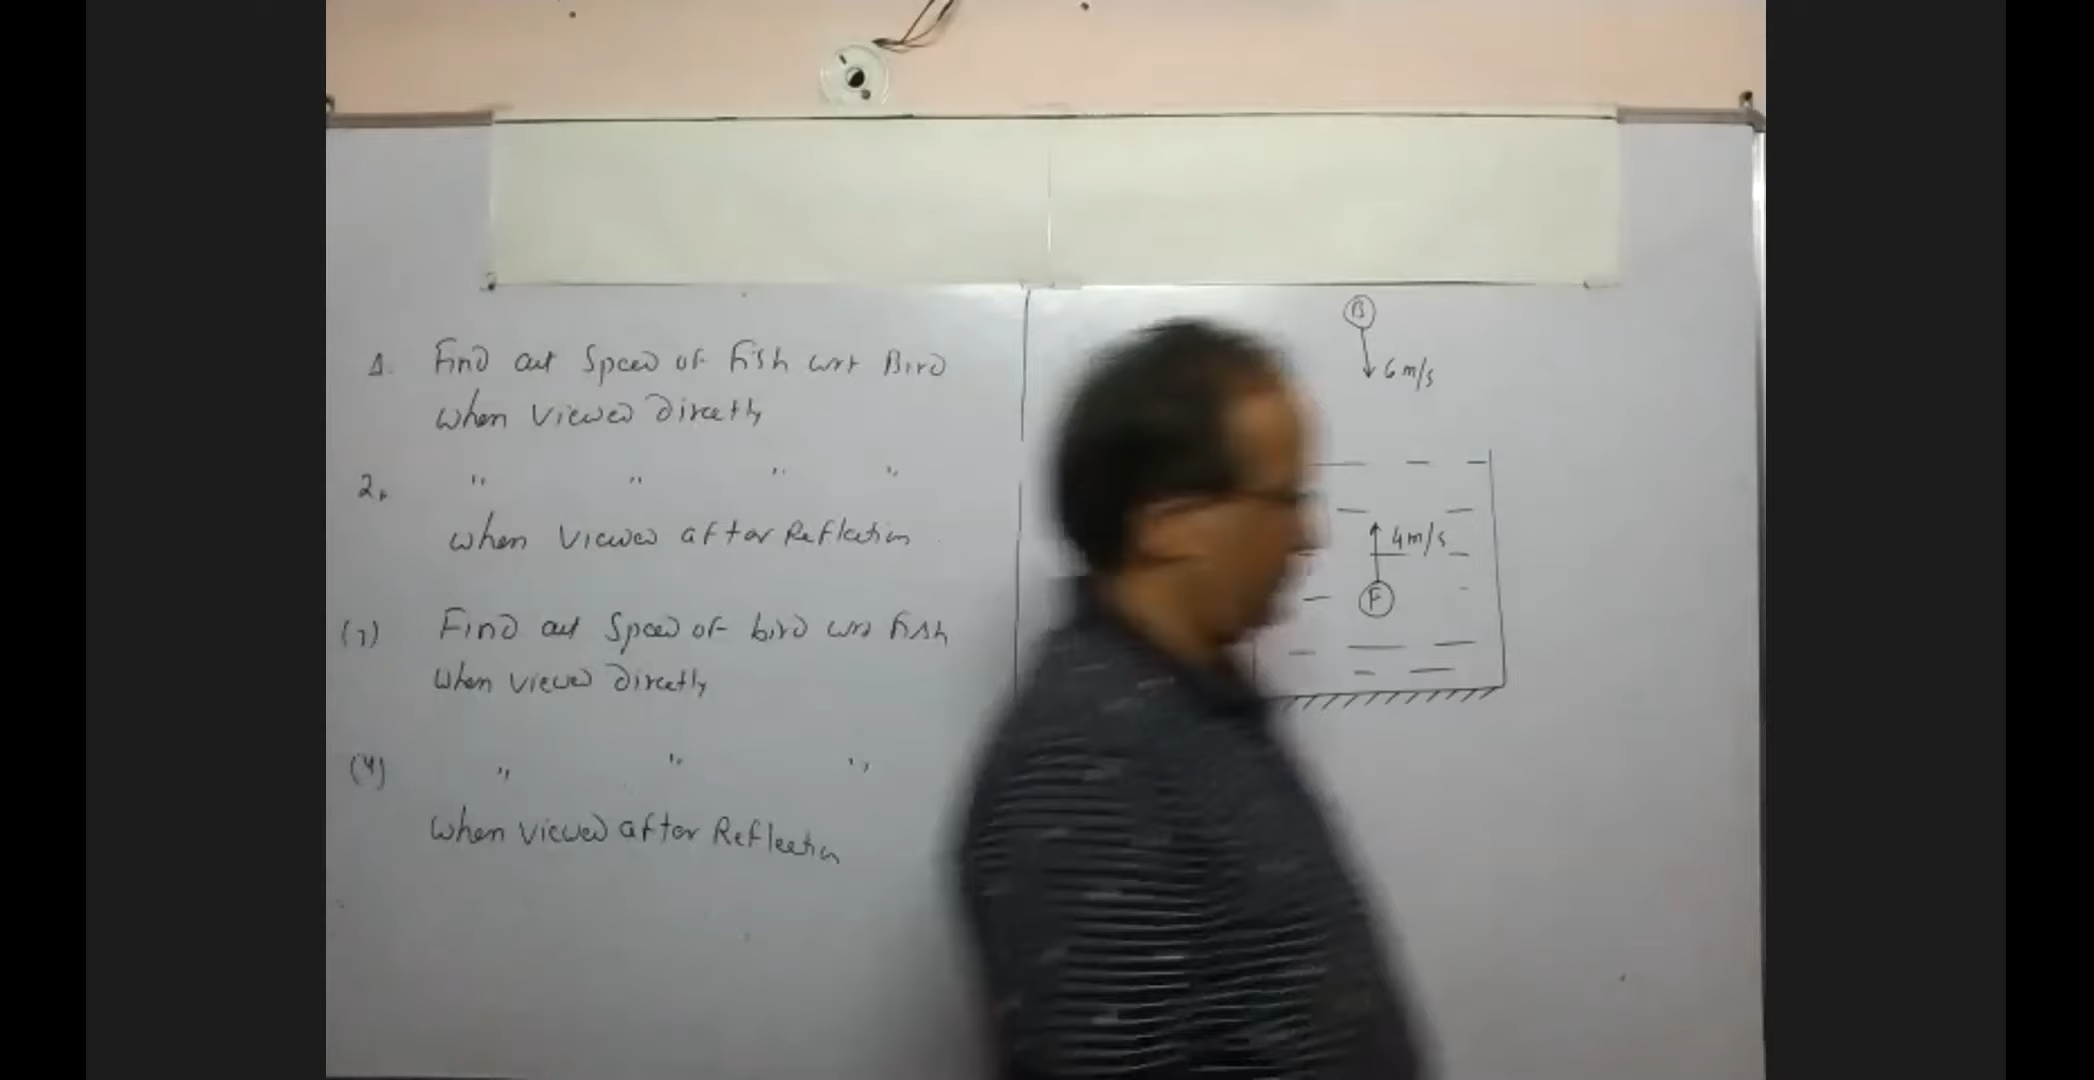 1. Find out Speed of Fish wrt Bird
when viewed Directly
2. " " " "
when viewed after Reflection
(3) Find out Speed of bird wrt Fish
when viewed Directly
(4) " " "
when viewed after Reflection
B
6 m/s
4 m/s
F